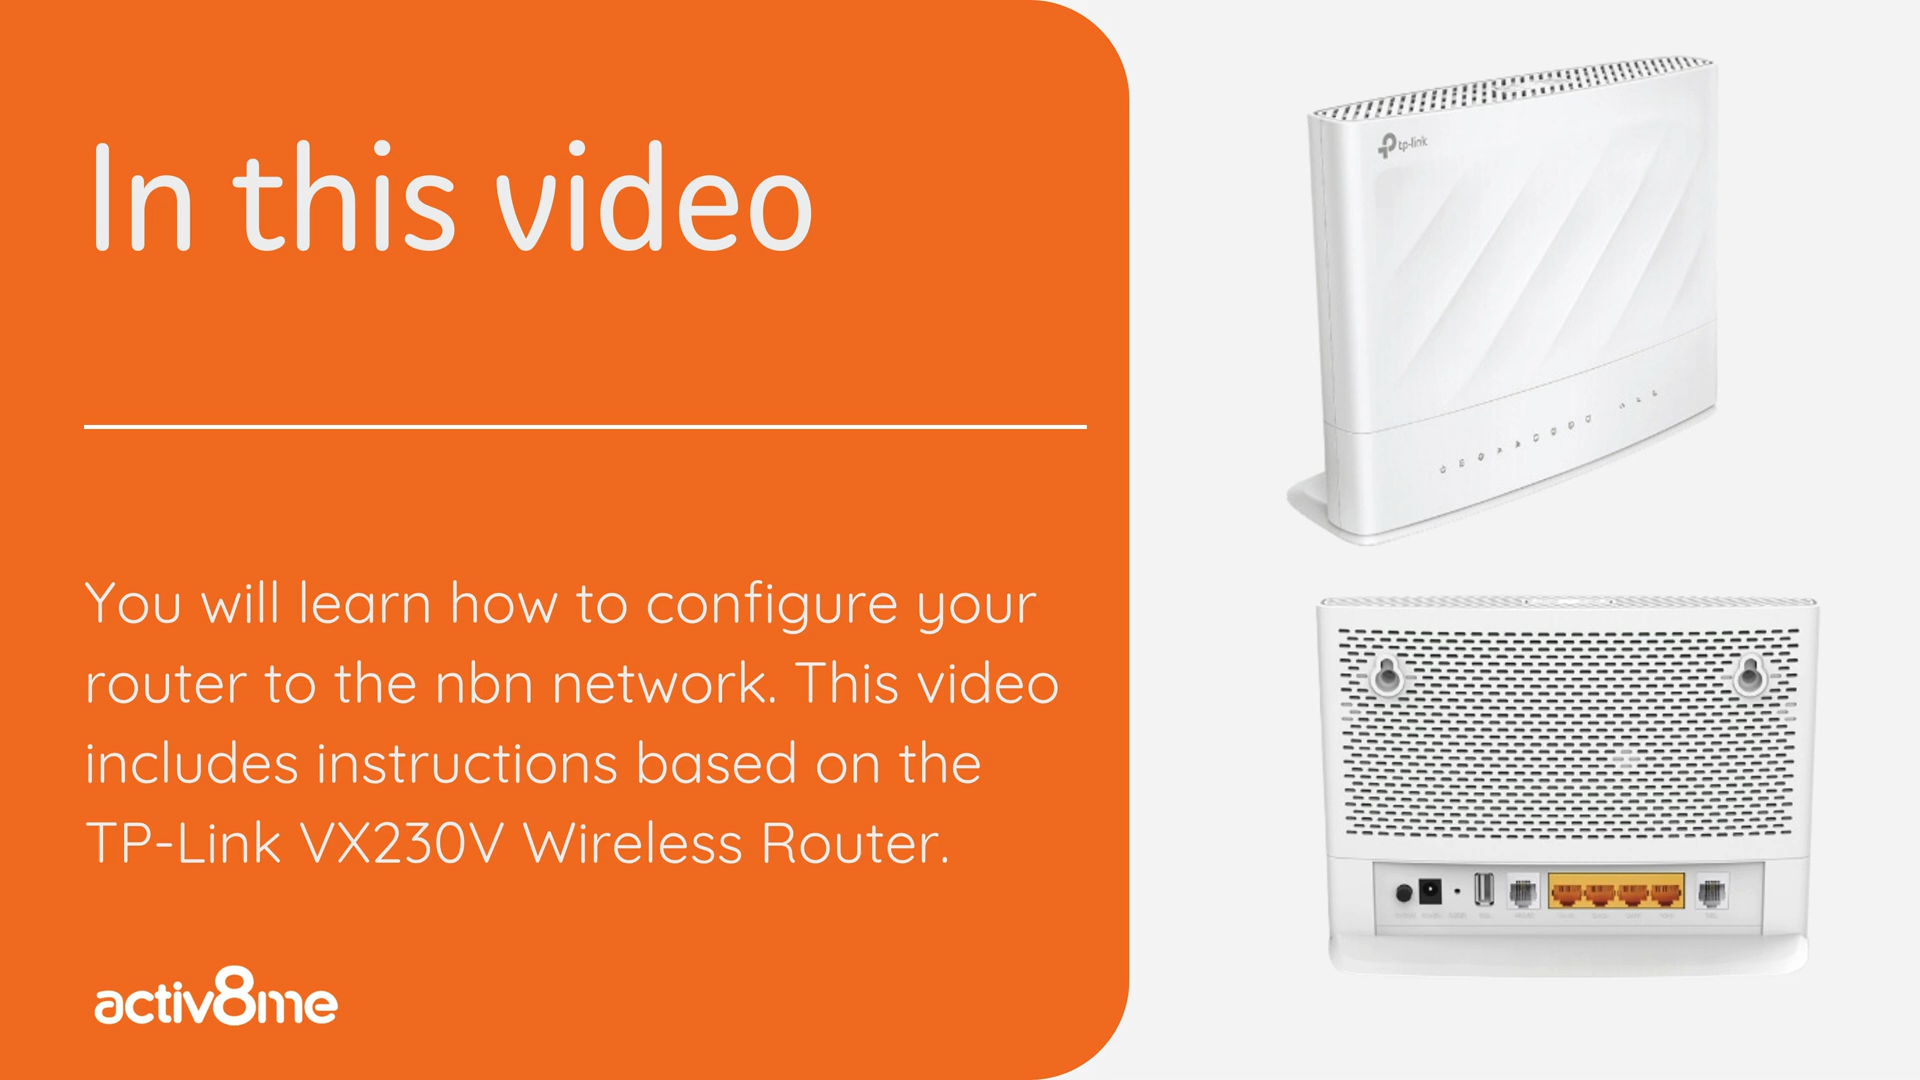 In this video
You will learn how to configure your
router to the nbn network. This video
includes instructions based on the
TP-Link VX230V Wireless Router.
activ8me
tp-link